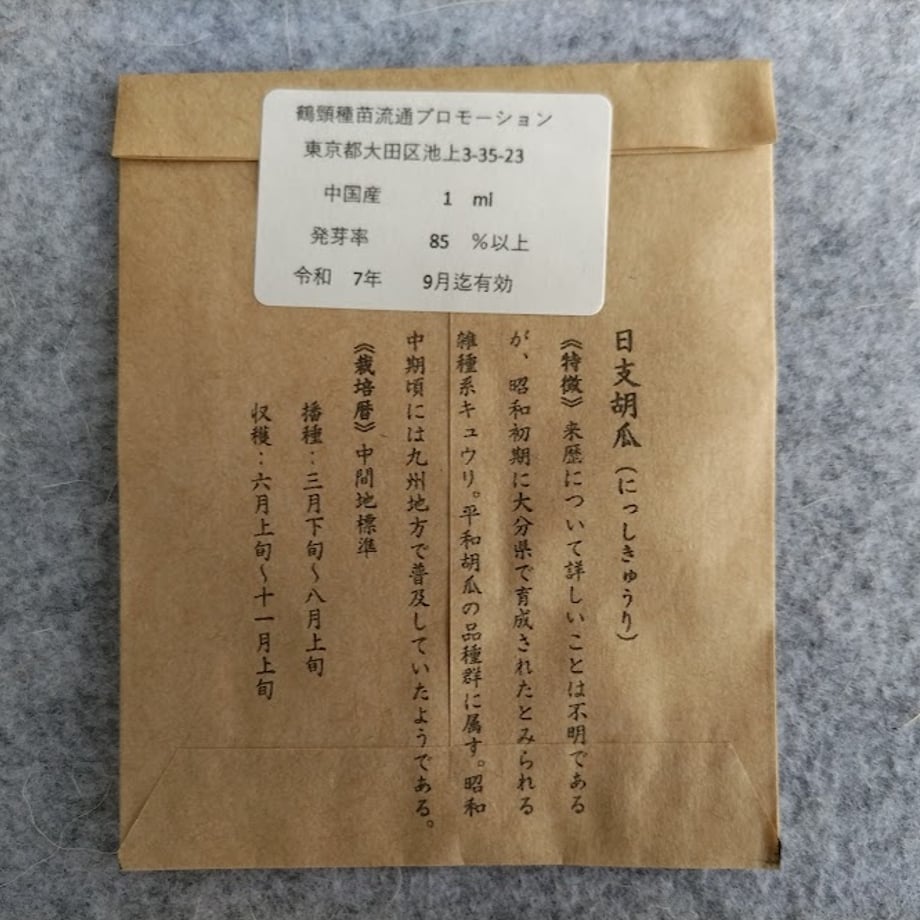 鶴頸種苗流通プロモーション
東京都大田区池上3-35-23
中国産 1 ml
発芽率 85 %以上
令和 7年 9月迄有効
日支胡瓜(にっしきゅうり)
《特徴》来歴について詳しいことは不明である
が、昭和初期に大分県で育成されたとみられる
雑種系キュウリ。平和胡瓜の品種群に属す。昭和
中期頃には九州地方で普及していたようである。
《栽培暦》中間地標準
播種:三月下旬〜八月上旬
収穫:六月上旬〜十一月上旬